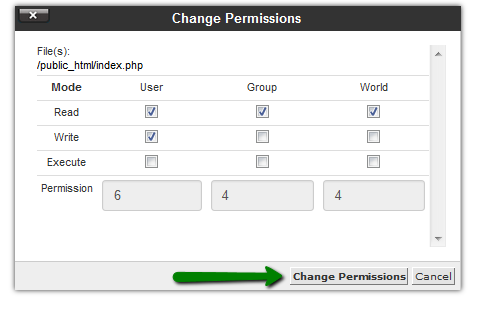 Change Permissions
File(s):
/public_html/index.php
Mode User Group World
Read
Write
Execute
Permission 6 4 4
Change Permissions Cancel